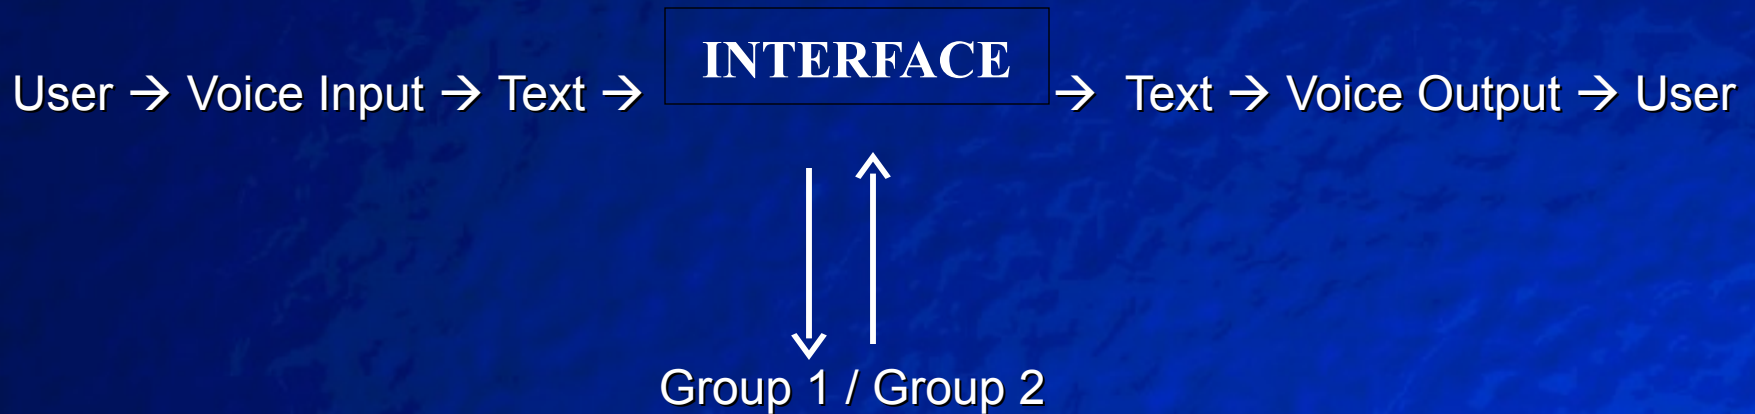 User → Voice Input → Text → INTERFACE → Text → Voice Output → User
Group 1 / Group 2